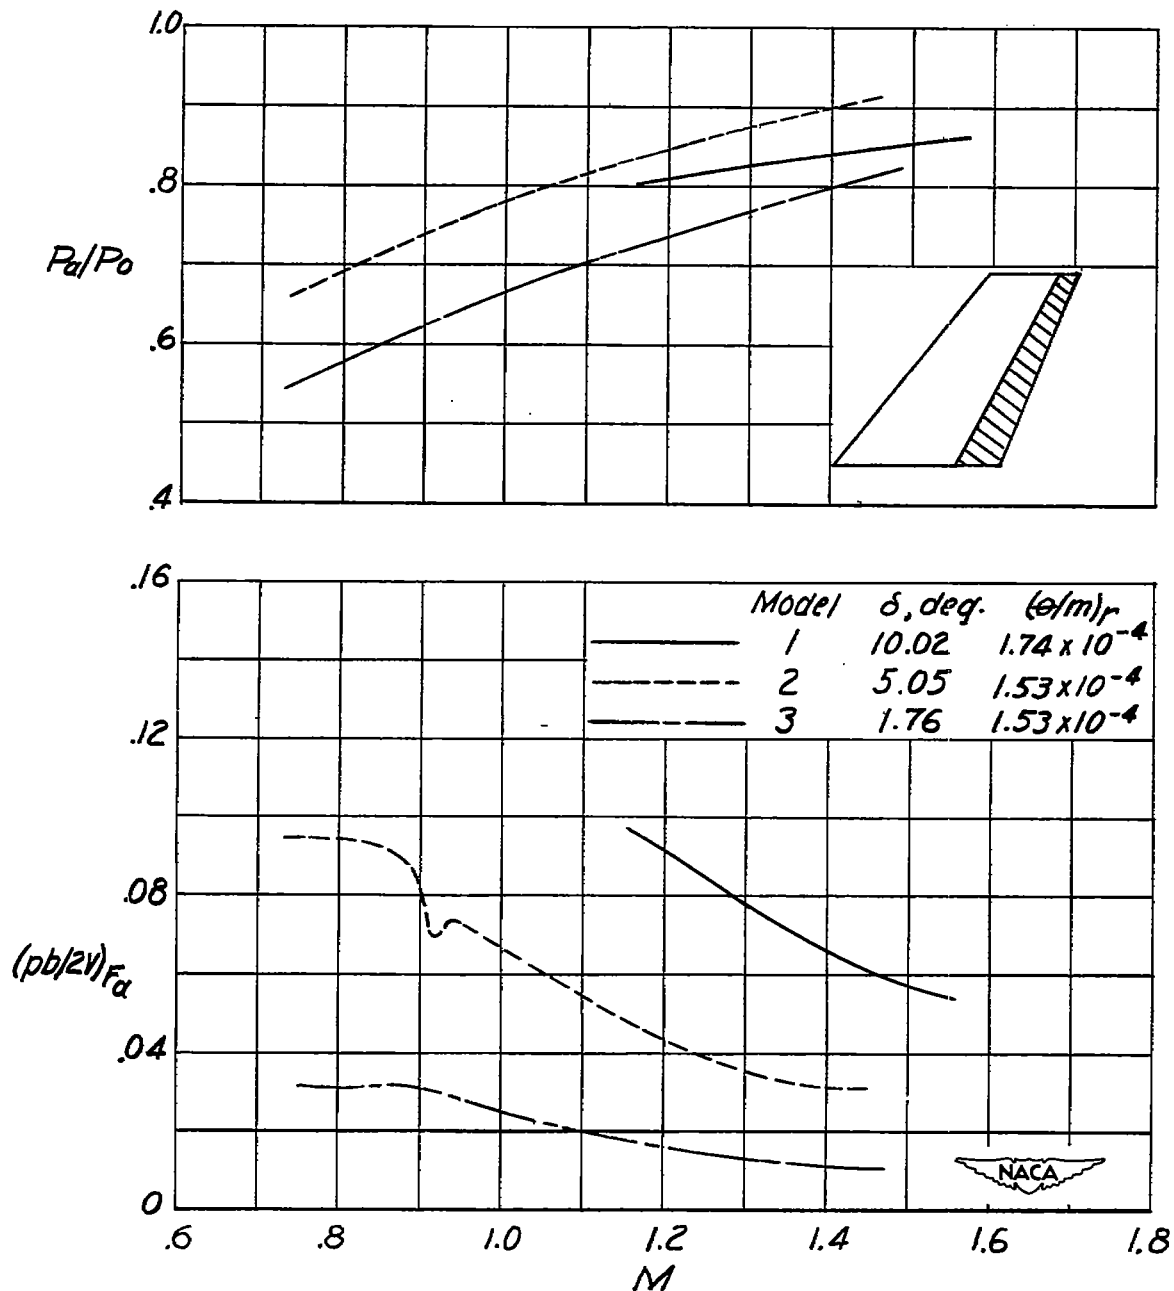 1.0
.8
Pa/Po
.6
.4
.16
Model δ, deg. (θ/m)r
1 10.02 1.74 x 10^-4
2 5.05 1.53 x 10^-4
3 1.76 1.53 x 10^-4
.12
.08
(pb/2V)Fa
.04
NACA
0
.6 .8 1.0 1.2 1.4 1.6 1.8
M